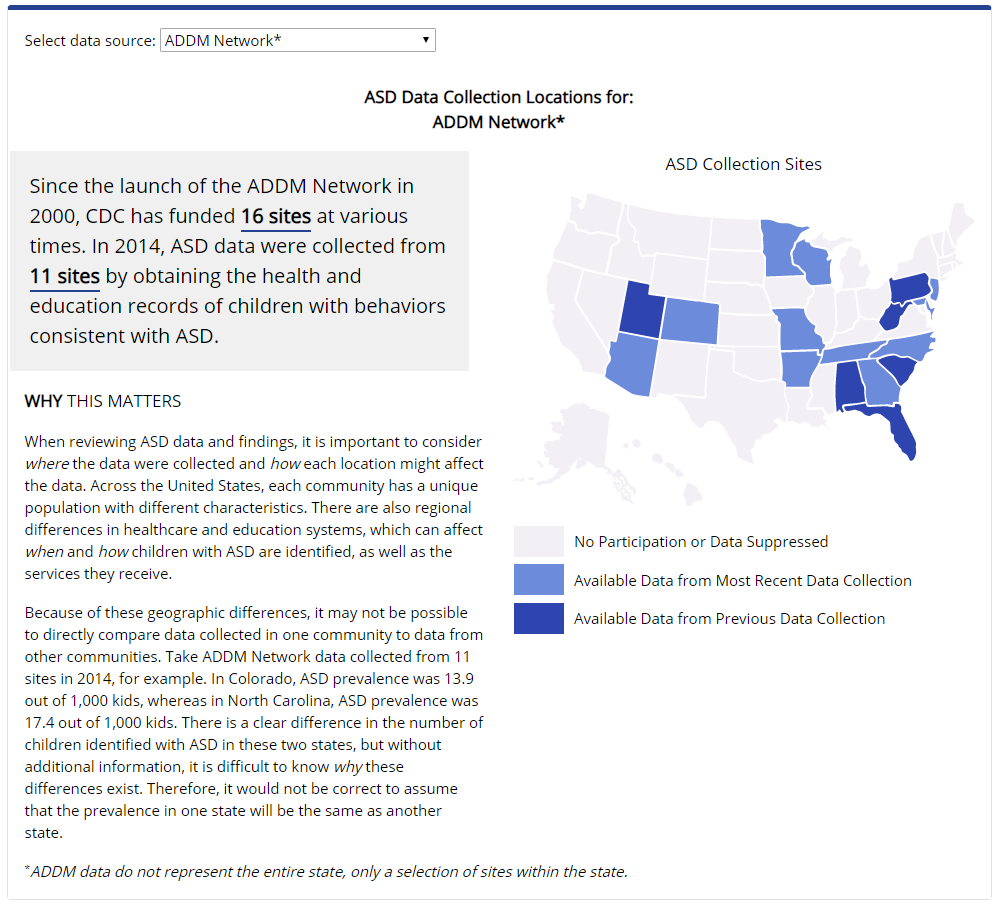 Select data source: ADDM Network*
ASD Data Collection Locations for:
ADDM Network*
Since the launch of the ADDM Network in
2000, CDC has funded 16 sites at various
times. In 2014, ASD data were collected from
11 sites by obtaining the health and
education records of children with behaviors
consistent with ASD.
WHY THIS MATTERS
When reviewing ASD data and findings, it is important to consider
where the data were collected and how each location might affect
the data. Across the United States, each community has a unique
population with different characteristics. There are also regional
differences in healthcare and education systems, which can affect
when and how children with ASD are identified, as well as the
services they receive.
Because of these geographic differences, it may not be possible
to directly compare data collected in one community to data from
other communities. Take ADDM Network data collected from 11
sites in 2014, for example. In Colorado, ASD prevalence was 13.9
out of 1,000 kids, whereas in North Carolina, ASD prevalence was
17.4 out of 1,000 kids. There is a clear difference in the number of
children identified with ASD in these two states, but without
additional information, it is difficult to know why these
differences exist. Therefore, it would not be correct to assume
that the prevalence in one state will be the same as another
state.
ASD Collection Sites
No Participation or Data Suppressed
Available Data from Most Recent Data Collection
Available Data from Previous Data Collection
*ADDM data do not represent the entire state, only a selection of sites within the state.